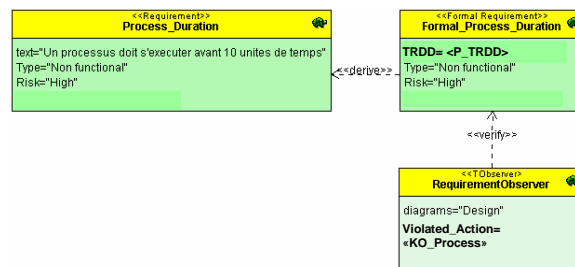 <<Requirement>>
Process_Duration
text="Un processus doit s'executer avant 10 unites de temps"
Type="Non functional"
Risk="High"
<<derive>>
<<Formal Requirement>>
Formal_Process_Duration
TRDD= <P_TRDD>
Type="Non functional"
Risk="High"
<<verify>>
<<TObserver>
RequirementObserver
diagrams="Design"
Violated_Action=
«KO_Process»